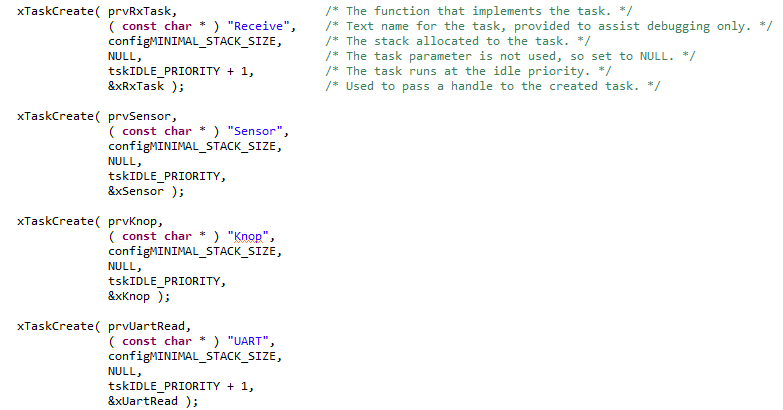 xTaskCreate( prvRxTask, /* The function that implements the task. */
( const char * ) "Receive", /* Text name for the task, provided to assist debugging only. */
configMINIMAL_STACK_SIZE, /* The stack allocated to the task. */
NULL, /* The task parameter is not used, so set to NULL. */
tskIDLE_PRIORITY + 1, /* The task runs at the idle priority. */
&xRxTask ); /* Used to pass a handle to the created task. */
xTaskCreate( prvSensor,
( const char * ) "Sensor",
configMINIMAL_STACK_SIZE,
NULL,
tskIDLE_PRIORITY,
&xSensor );
xTaskCreate( prvKnop,
( const char * ) "Knop",
configMINIMAL_STACK_SIZE,
NULL,
tskIDLE_PRIORITY,
&xKnop );
xTaskCreate( prvUartRead,
( const char * ) "UART",
configMINIMAL_STACK_SIZE,
NULL,
tskIDLE_PRIORITY + 1,
&xUartRead );